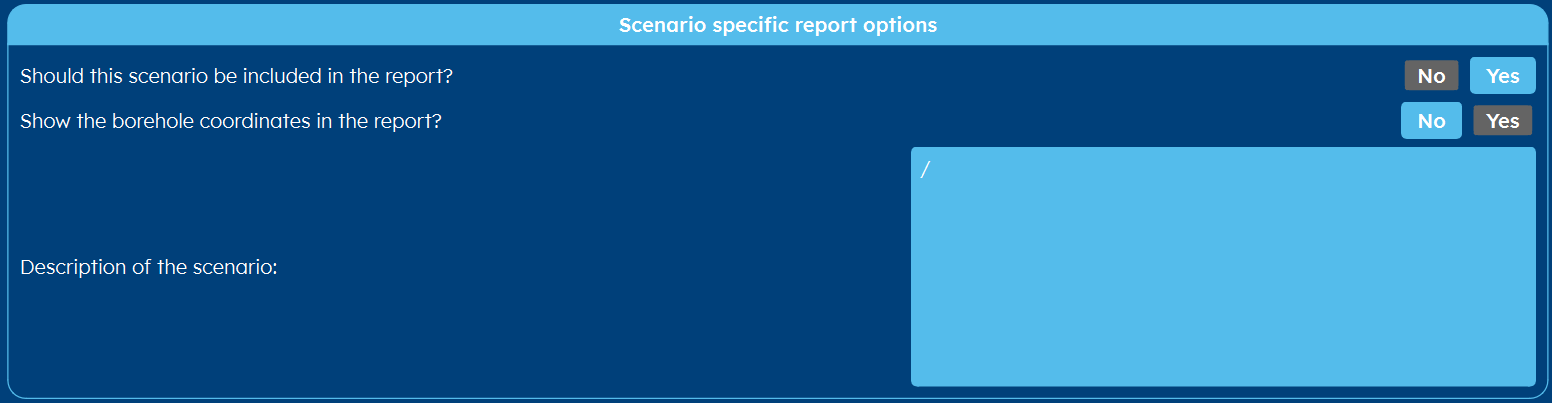 Scenario specific report options
Should this scenario be included in the report? No Yes
Show the borehole coordinates in the report? No Yes
/
Description of the scenario: